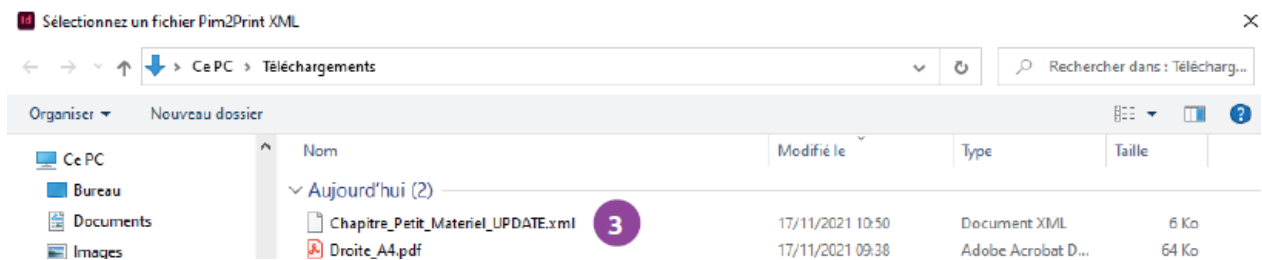 Id Sélectionnez un fichier Pim2Print XML
Ce PC > Téléchargements
Rechercher dans : Télécharg...
Organiser Nouveau dossier
Ce PC
Bureau
Documents
Images
Nom Modifié le Type Taille
Aujourd'hui (2)
Chapitre_Petit_Materiel_UPDATE.xml 3 17/11/2021 10:50 Document XML 6 Ko
Droite_A4.pdf 17/11/2021 09:38 Adobe Acrobat D... 64 Ko